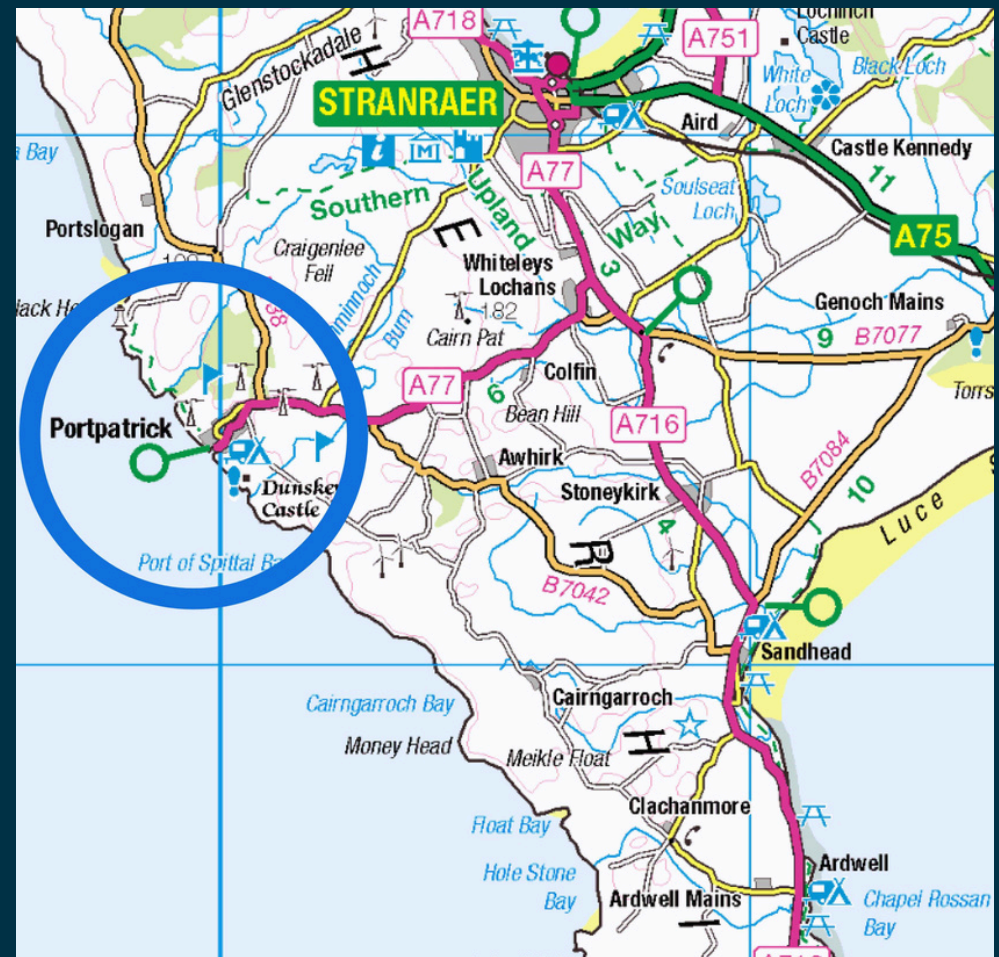 A718
A751
Lochinch
Castle
Glenstockadale
H
White
Loch
Black Loch
STRANRAER
Aird
Castle Kennedy
a Bay
i
M
A77
11
Southern
Upland
Way
Soulseat
Loch
E
A75
Portslogan
Craigenlee
Fell
Whiteleys
Lochans
3
Genoch Mains
182
Cairn Pat
Burn
38
9
B7077
Colfin
A77
6
Bean Hill
A716
Torrs
Portpatrick
Awhirk
B7084
10
Stoneykirk
Luce
Dunskey
Castle
4
R
Port of Spittal Ba
B7042
Sandhead
Cairngarroch Bay
Cairngarroch
Money Head
Meikle Float
H
Clachanmore
Float Bay
Ardwell
Hole Stone
Bay
Ardwell Mains
I
Chapel Rossan
Bay